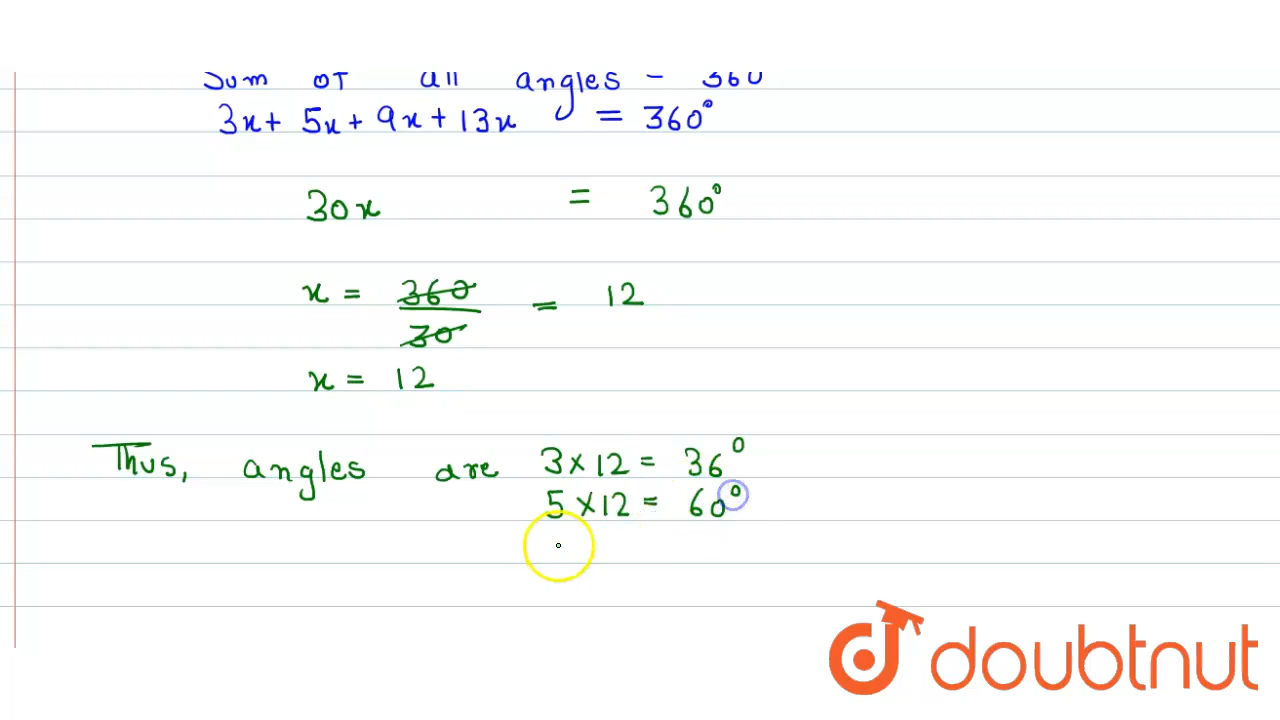 Sum of all angles = 360
3x + 5x + 9x + 13x = 360°
30x = 360°
x = 360/30 = 12
x = 12
Thus, angles are 3 × 12 = 36°
5 × 12 = 60°
doubtnut